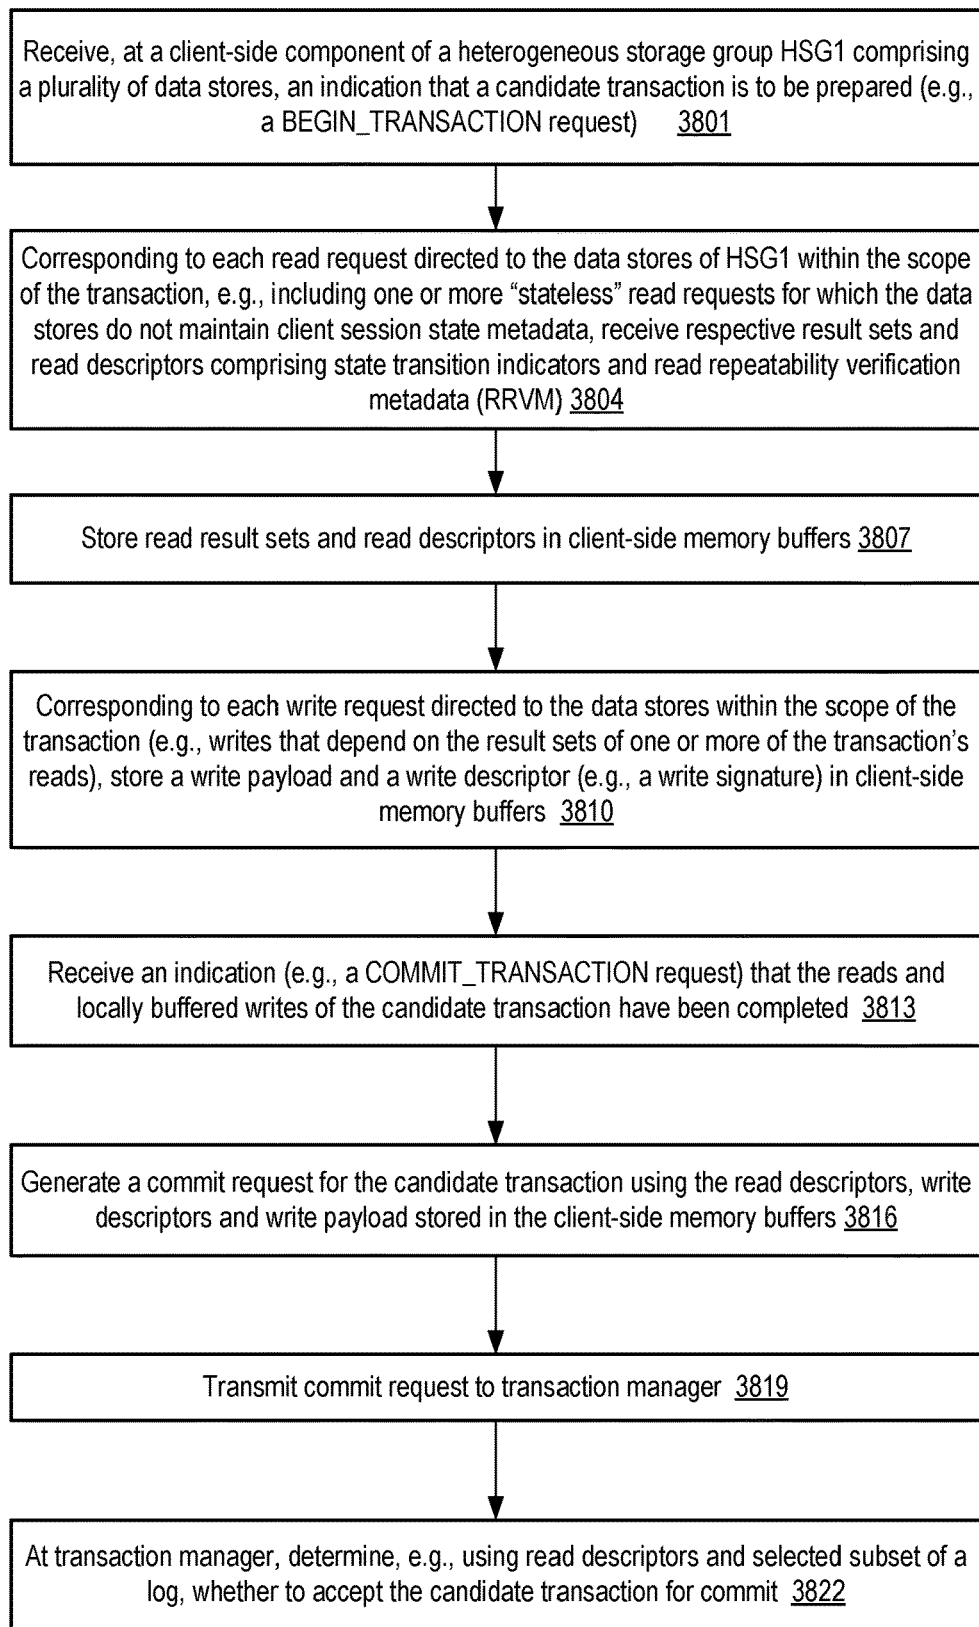 Receive, at a client-side component of a heterogeneous storage group HSG1 comprising
a plurality of data stores, an indication that a candidate transaction is to be prepared (e.g.,
a BEGIN_TRANSACTION request) 3801
Corresponding to each read request directed to the data stores of HSG1 within the scope
of the transaction, e.g., including one or more “stateless” read requests for which the data
stores do not maintain client session state metadata, receive respective result sets and
read descriptors comprising state transition indicators and read repeatability verification
metadata (RRVM) 3804
Store read result sets and read descriptors in client-side memory buffers 3807
Corresponding to each write request directed to the data stores within the scope of the
transaction (e.g., writes that depend on the result sets of one or more of the transaction’s
reads), store a write payload and a write descriptor (e.g., a write signature) in client-side
memory buffers 3810
Receive an indication (e.g., a COMMIT_TRANSACTION request) that the reads and
locally buffered writes of the candidate transaction have been completed 3813
Generate a commit request for the candidate transaction using the read descriptors, write
descriptors and write payload stored in the client-side memory buffers 3816
Transmit commit request to transaction manager 3819
At transaction manager, determine, e.g., using read descriptors and selected subset of a
log, whether to accept the candidate transaction for commit 3822